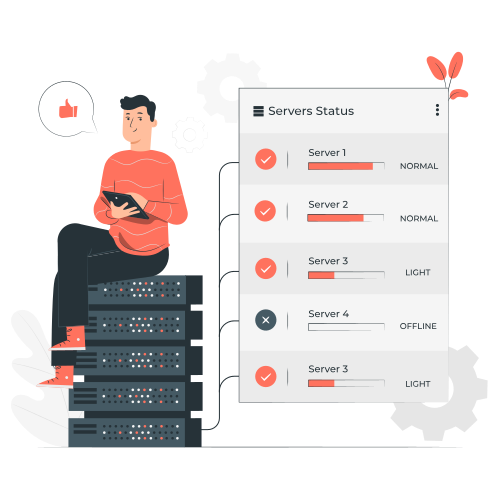 Servers Status
Server 1
NORMAL
Server 2
NORMAL
Server 3
LIGHT
Server 4
OFFLINE
Server 3
LIGHT